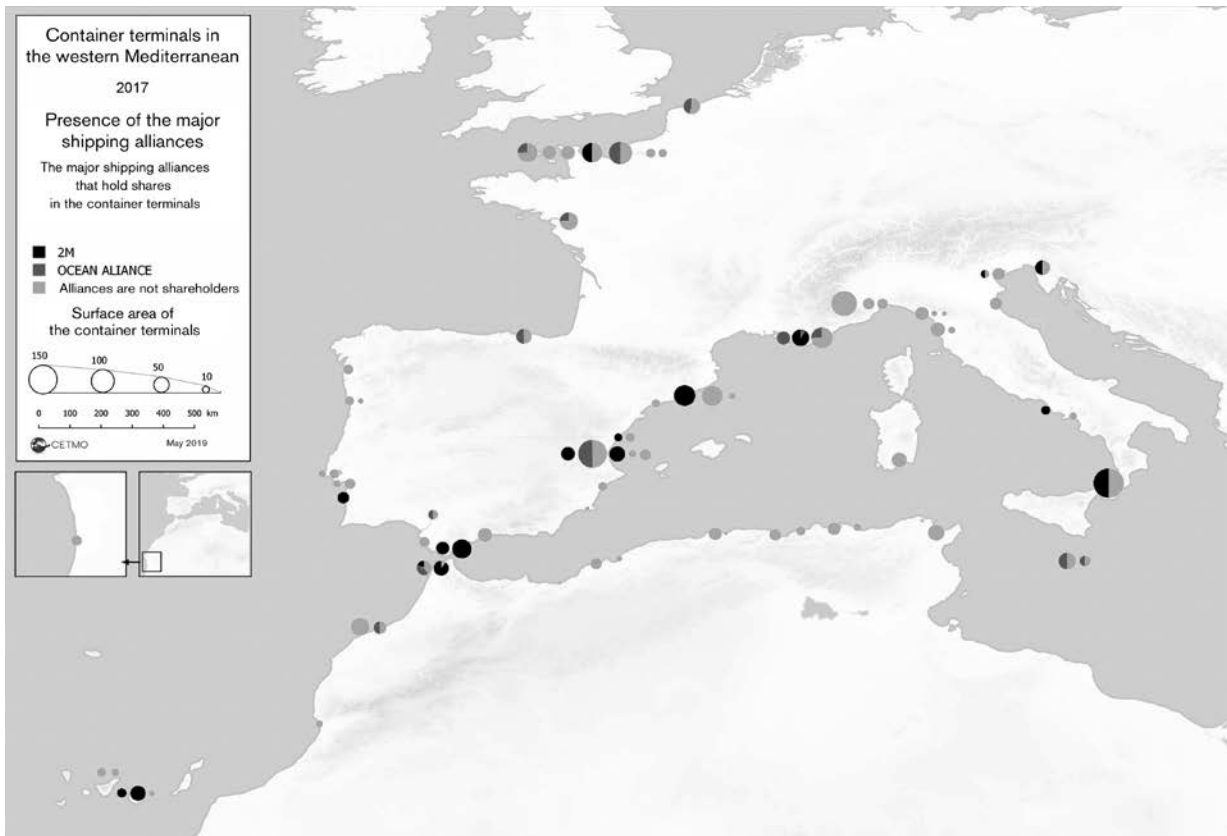 Container terminals in
the western Mediterranean
2017
Presence of the major
shipping alliances
The major shipping alliances
that hold shares
in the container terminals
2M
OCEAN ALIANCE
Alliances are not shareholders
Surface area of
the container terminals
150 100 50 10
0 100 200 300 400 500 km
CETMO May 2019